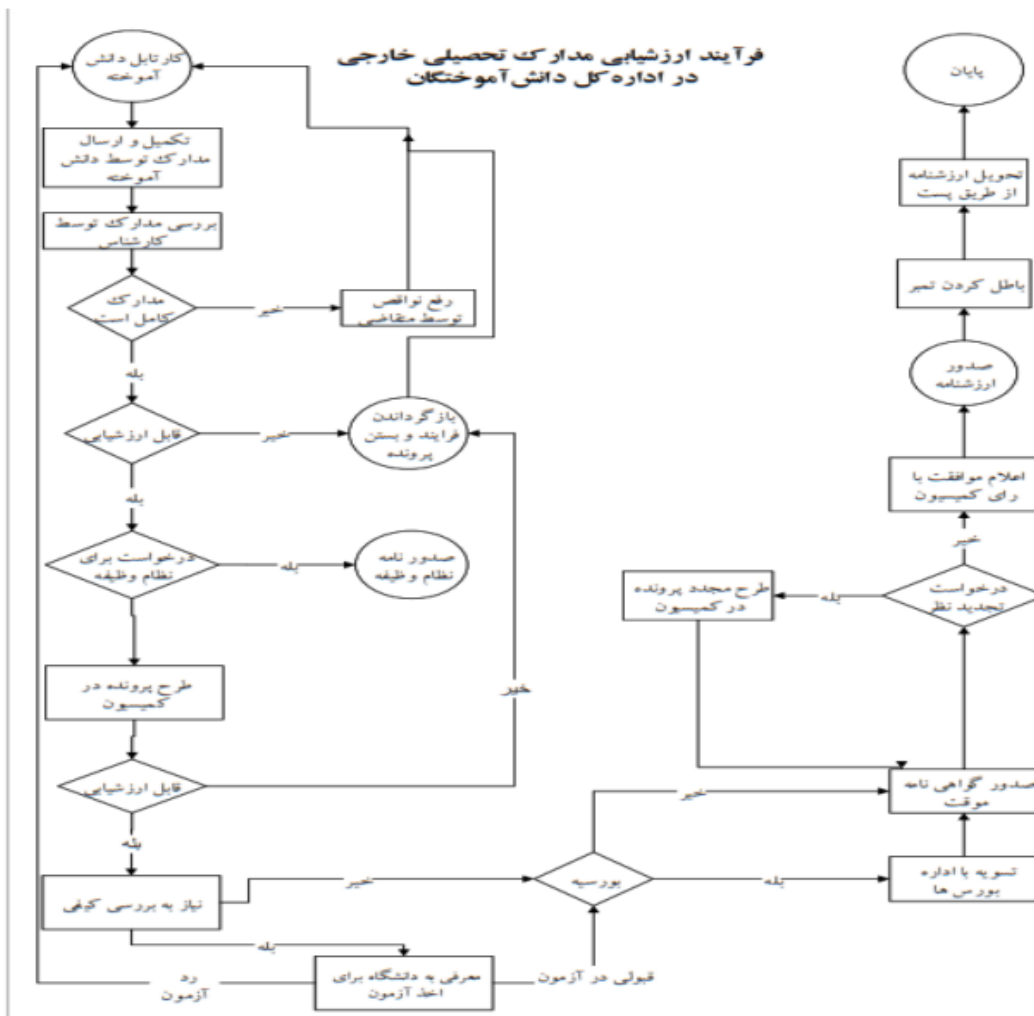 فرآیند ارزشیابی مدارک تحصیلی خارجی
در اداره کل دانش‌آموختگان
کارتابل دانش
آموخته
تکمیل و ارسال
مدارک توسط دانش
آموخته
بررسی مدارک توسط
کارشناس
مدارک
کامل است
خیر
رفع نواقص
توسط متقاضی
بله
قابل ارزشیابی
خیر
بازگرداندن
فرایند و بستن
پرونده
بله
درخواست برای
نظام وظیفه
بله
صدور نامه
نظام وظیفه
طرح پرونده در
کمیسیون
قابل ارزشیابی
خیر
بله
نیاز به بررسی کیفی
خیر
بله
معرفی به دانشگاه برای
اخذ آزمون
رد
آزمون
قبولی در آزمون
بورسیه
خیر
بله
تسویه با اداره
بورس ها
صدور گواهی نامه
موقت
درخواست
تجدید نظر
بله
طرح مجدد پرونده
در کمیسیون
خیر
اعلام موافقت با
رای کمیسیون
صدور
ارزشنامه
باطل کردن تمبر
تحویل ارزشنامه
از طریق پست
پایان